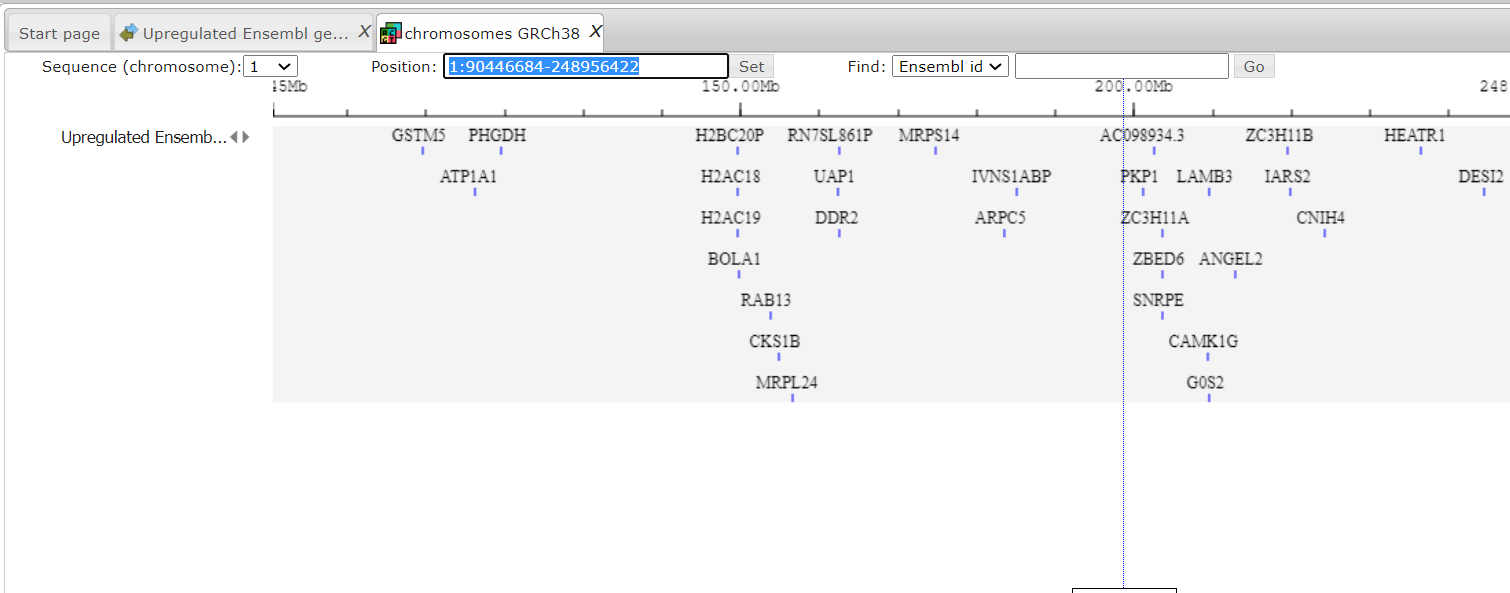 Start page Upregulated Ensembl ge... X chromosomes GRCh38 X
Sequence (chromosome): 1 Position: 1:90446684-248956422 Set Find: Ensembl id Go
45Mb 150.00Mb 200.00Mb 248
Upregulated Ensemb... GSTM5 PHGDH H2BC20P RN7SL861P MRPS14 AC098934.3 ZC3H11B HEATR1
ATP1A1 H2AC18 UAP1 IVNS1ABP PKP1 LAMB3 IARS2 DESI2
H2AC19 DDR2 ARPC5 ZC3H11A CNIH4
BOLA1 ZBED6 ANGEL2
RAB13 SNRPE
CKS1B CAMK1G
MRPL24 G0S2